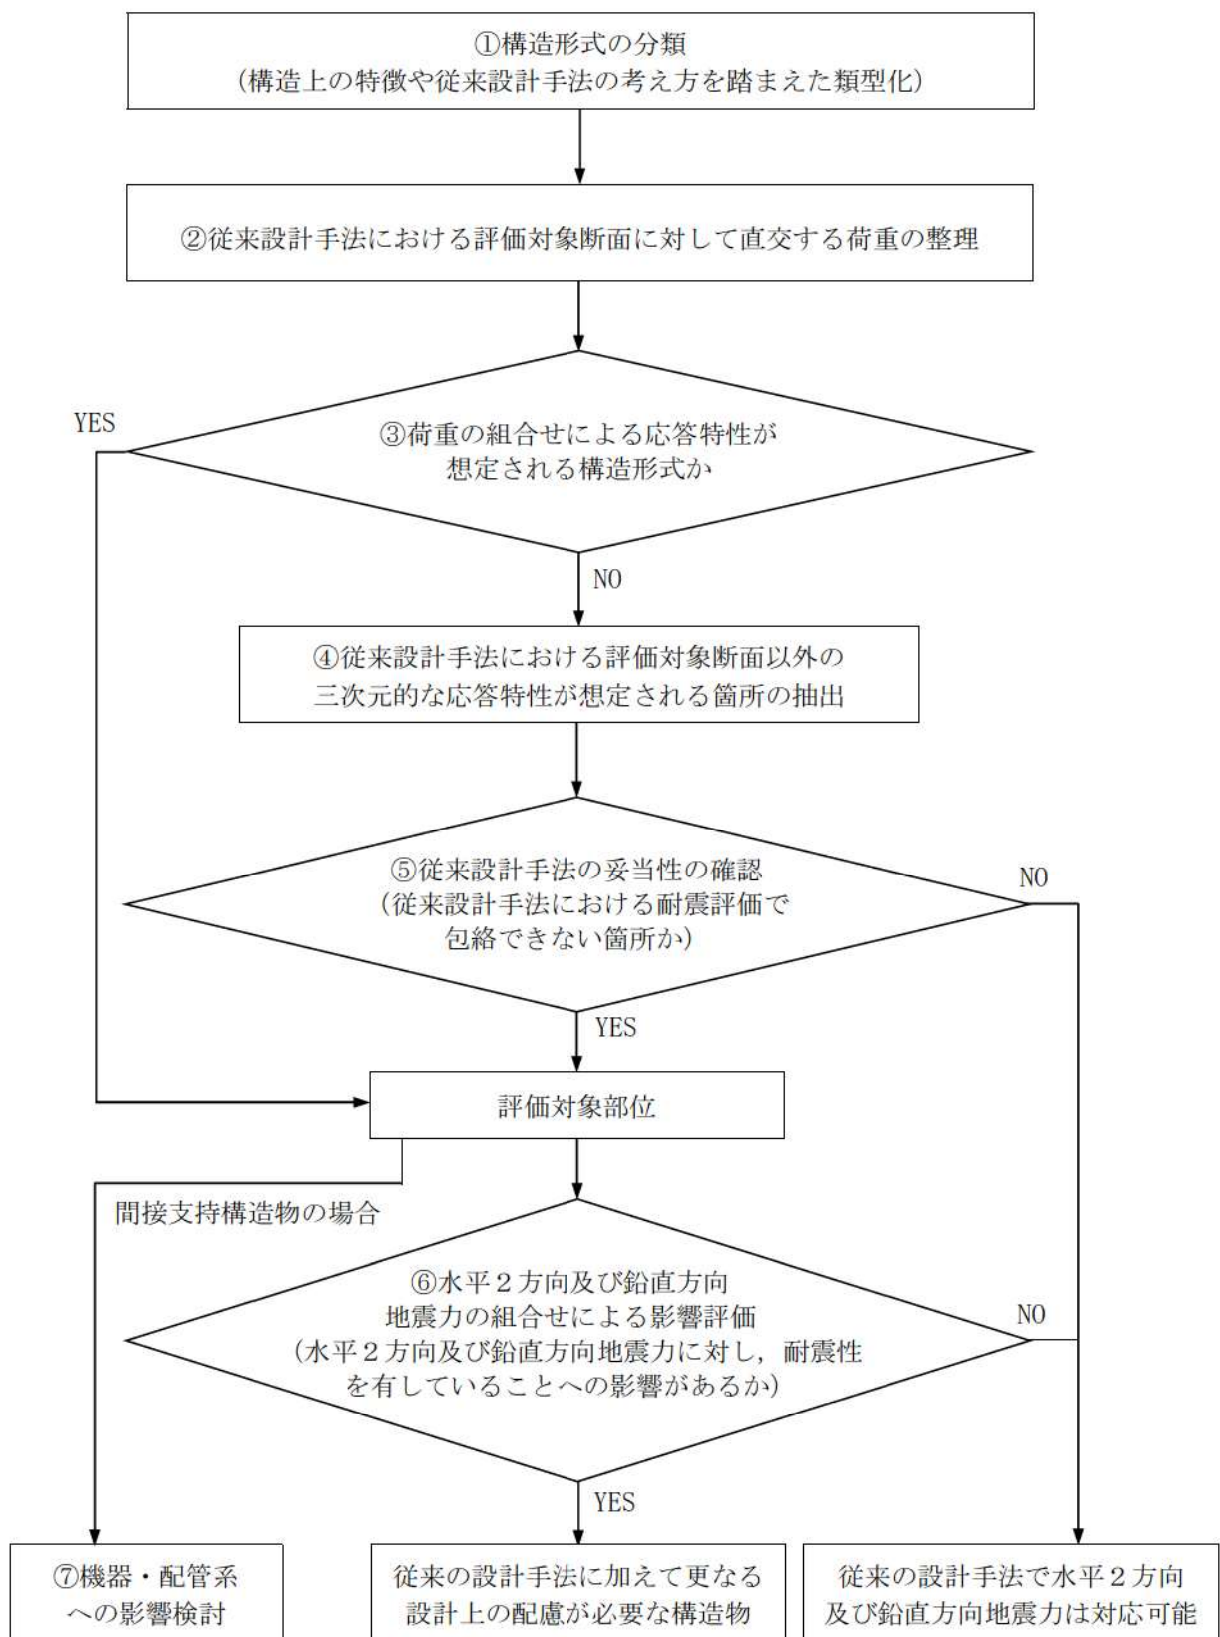 ①構造形式の分類
（構造上の特徴や従来設計手法の考え方を踏まえた類型化）
②従来設計手法における評価対象断面に対して直交する荷重の整理
YES
③荷重の組合せによる応答特性が
想定される構造形式か
NO
④従来設計手法における評価対象断面以外の
三次元的な応答特性が想定される箇所の抽出
⑤従来設計手法の妥当性の確認
（従来設計手法における耐震評価で
包絡できない箇所か）
NO
YES
評価対象部位
間接支持構造物の場合
⑥水平２方向及び鉛直方向
地震力の組合せによる影響評価
（水平２方向及び鉛直方向地震力に対し，耐震性
を有していることへの影響があるか）
NO
YES
⑦機器・配管系
への影響検討
従来の設計手法に加えて更なる
設計上の配慮が必要な構造物
従来の設計手法で水平２方向
及び鉛直方向地震力は対応可能